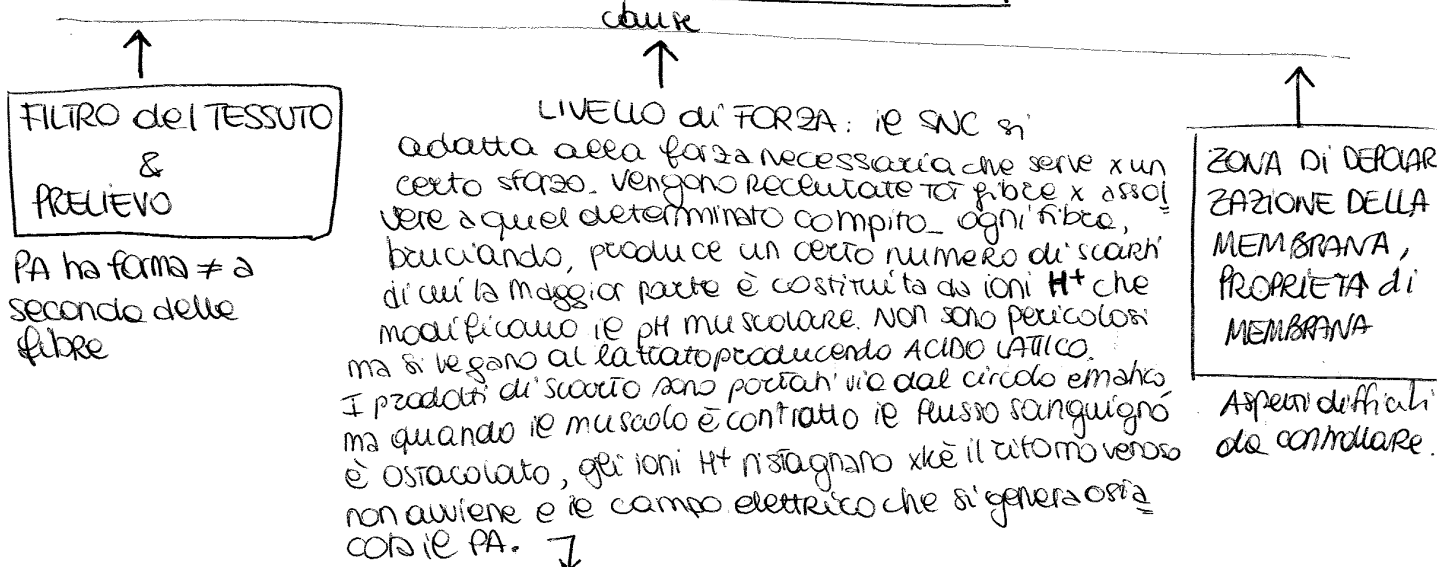 cause
FILTRO del TESSUTO
&
PRELIEVO
PA ha forma ≠ a
seconda delle
fibre
LIVELLO di FORZA: il SNC si
adatta alla forza necessaria che serve x un
certo sforzo. Vengono reclutate tot fibre x assol
vere a quel determinato compito. ogni fibra,
bruciando, produce un certo numero di scarti
di cui la maggior parte è costituita da ioni H+ che
modificano il pH muscolare. Non sono pericolosi
ma si legano al lattato producendo ACIDO LATTICO.
I prodotti di scarto sono portati via dal circolo ematico
ma quando il muscolo è contratto il flusso sanguigno
è ostacolato, gli ioni H+ ristagnano xkè il ritorno venoso
non avviene e il campo elettrico che si genera osta
cola il PA.
ZONA DI DEPOLAR
ZAZIONE DELLA
MEMBRANA,
PROPRIETÀ di
MEMBRANA
Aspetti difficili
da controllare.